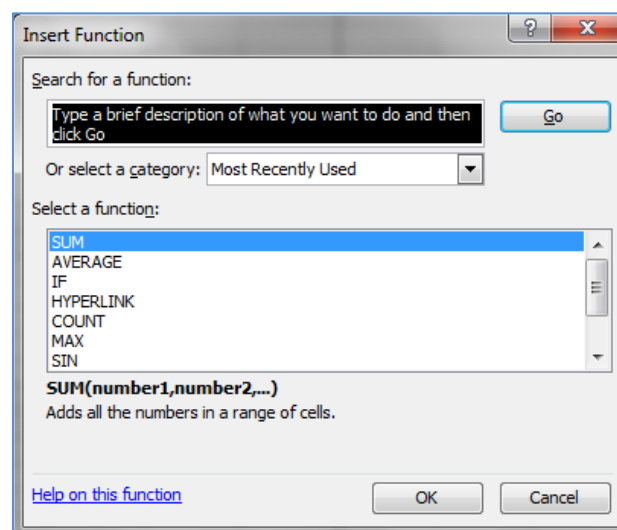 Insert Function
Search for a function:
Type a brief description of what you want to do and then
click Go
Go
Or select a category: Most Recently Used
Select a function:
SUM
AVERAGE
IF
HYPERLINK
COUNT
MAX
SIN
SUM(number1,number2,...)
Adds all the numbers in a range of cells.
Help on this function
OK
Cancel